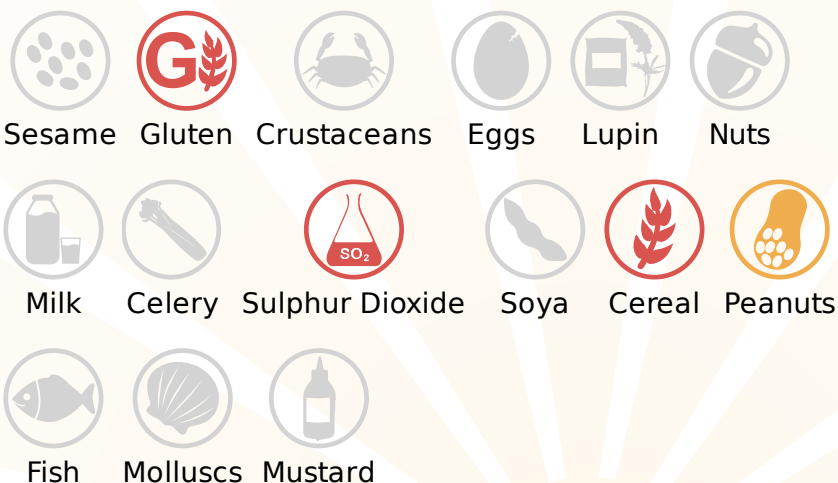 G
Sesame Gluten Crustaceans Eggs Lupin Nuts
SO₂
Milk Celery Sulphur Dioxide Soya Cereal Peanuts
Fish Molluscs Mustard